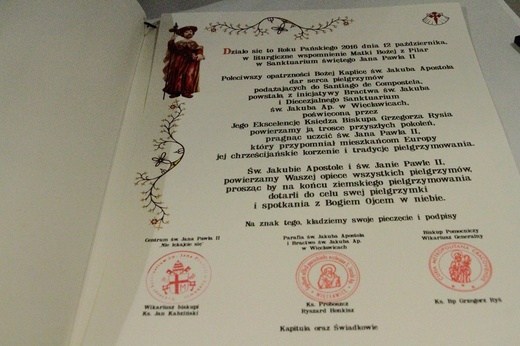 Działo się to Roku Pańskiego 2016 dnia 12 października,
w liturgiczne wspomnienie Matki Bożej z Pilar
w Sanktuarium świętego Jana Pawła II
Poleciwszy opatrzności Bożej Kaplice św. Jakuba Apostoła
dar serca pielgrzymów
podążających do Santiago de Compostela,
powstałą z inicjatywy Bractwa św. Jakuba
i Diecezjalnego Sanktuarium
św. Jakuba Ap. w Więcławicach,
poświęconą przez
Jego Ekscelencję Księdza Biskupa Grzegorza Rysia
powierzamy ją trosce przyszłych pokoleń,
pragnąc uczcić św. Jana Pawła II,
który przypomniał mieszkańcom Europy
jej chrześcijańskie korzenie i tradycję pielgrzymowania.
Św. Jakubie Apostole i św. Janie Pawle II,
powierzamy Waszej opiece wszystkich pielgrzymów,
prosząc by na końcu ziemskiego pielgrzymowania
dotarli do celu swej pielgrzymki
i spotkania z Bogiem Ojcem w niebie.
Na znak tego, kładziemy swoje pieczęcie i podpisy
Centrum św. Jana Pawła II
Nie lękajcie się
Parafia św. Jakuba Apostoła
i Bractwo św. Jakuba Ap.
w Więcławicach
Biskup Pomocniczy
Wikariusz Generalny
Wikariusz biskupi
Ks. Jan Kabziński
Ks. Proboszcz
Ryszard Honkisz
Ks. Bp Grzegorz Ryś
Kapituła oraz Świadkowie